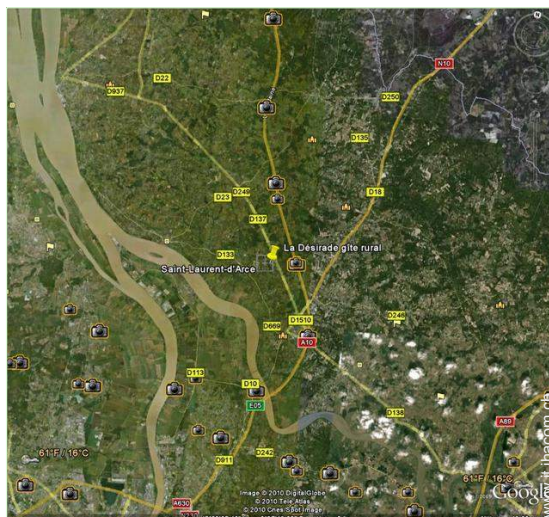 N10
D22
D937
D250
D135
D249
D18
D23
D137
La Désirade gîte rural
D133
Saint-Laurent-d'Arce
D1510
D246
D669
A10
D113
D10
E05
D138
A89
D242
D911
61°F / 16°C
61°F / 16°C
A630
N230
Image © 2010 DigitalGlobe
© 2010 Tele Atlas
© 2010 Cnes/Spot Image
Google